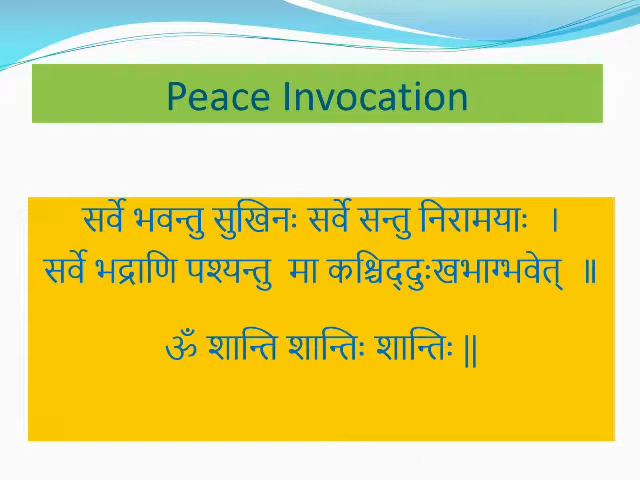 Peace Invocation
सर्वे भवन्तु सुखिनः सर्वे सन्तु निरामयाः ।
सर्वे भद्राणि पश्यन्तु मा कश्चिद्दुःखभाग्भवेत् ॥
ॐ शान्ति शान्तिः शान्तिः ||